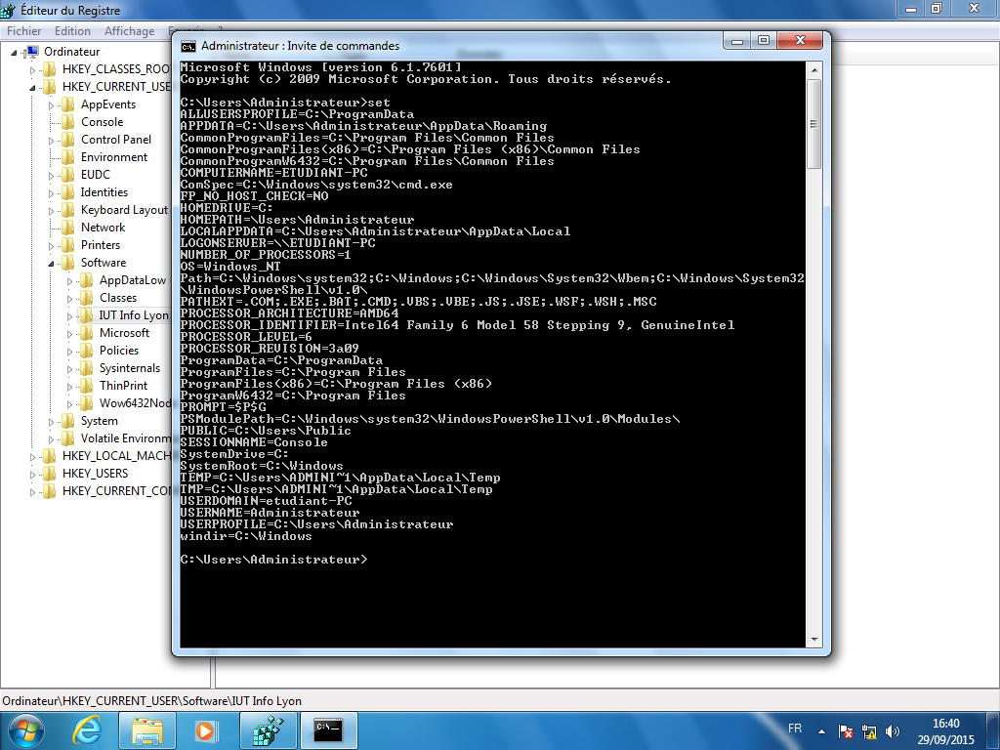 Éditeur du Registre
Fichier Edition Affichage ?
Ordinateur
HKEY_CLASSES_ROO
HKEY_CURRENT_USE
AppEvents
Console
Control Panel
Environment
EUDC
Identities
Keyboard Layout
Network
Printers
Software
AppDataLow
Classes
IUT Info Lyon
Microsoft
Policies
Sysinternals
ThinPrint
Wow6432Nod
System
Volatile Environm
HKEY_LOCAL_MACH
HKEY_USERS
HKEY_CURRENT_CON
Administrateur : Invite de commandes
Microsoft Windows [version 6.1.7601]
Copyright (c) 2009 Microsoft Corporation. Tous droits réservés.
C:\Users\Administrateur>set
ALLUSERSPROFILE=C:\ProgramData
APPDATA=C:\Users\Administrateur\AppData\Roaming
CommonProgramFiles=C:\Program Files\Common Files
CommonProgramFiles(x86)=C:\Program Files (x86)\Common Files
CommonProgramW6432=C:\Program Files\Common Files
COMPUTERNAME=ETUDIANT-PC
ComSpec=C:\Windows\system32\cmd.exe
FP_NO_HOST_CHECK=NO
HOMEDRIVE=C:
HOMEPATH=\Users\Administrateur
LOCALAPPDATA=C:\Users\Administrateur\AppData\Local
LOGONSERVER=\\ETUDIANT-PC
NUMBER_OF_PROCESSORS=1
OS=Windows_NT
Path=C:\Windows\system32;C:\Windows;C:\Windows\System32\Wbem;C:\Windows\System32
\WindowsPowerShell\v1.0\
PATHEXT=.COM;.EXE;.BAT;.CMD;.VBS;.VBE;.JS;.JSE;.WSF;.WSH;.MSC
PROCESSOR_ARCHITECTURE=AMD64
PROCESSOR_IDENTIFIER=Intel64 Family 6 Model 58 Stepping 9, GenuineIntel
PROCESSOR_LEVEL=6
PROCESSOR_REVISION=3a09
ProgramData=C:\ProgramData
ProgramFiles=C:\Program Files
ProgramFiles(x86)=C:\Program Files (x86)
ProgramW6432=C:\Program Files
PROMPT=$P$G
PSModulePath=C:\Windows\system32\WindowsPowerShell\v1.0\Modules\
PUBLIC=C:\Users\Public
SESSIONNAME=Console
SystemDrive=C:
SystemRoot=C:\Windows
TEMP=C:\Users\ADMINI~1\AppData\Local\Temp
TMP=C:\Users\ADMINI~1\AppData\Local\Temp
USERDOMAIN=etudiant-PC
USERNAME=Administrateur
USERPROFILE=C:\Users\Administrateur
windir=C:\Windows
C:\Users\Administrateur>
Ordinateur\HKEY_CURRENT_USER\Software\IUT Info Lyon
FR
16:40
29/09/2015